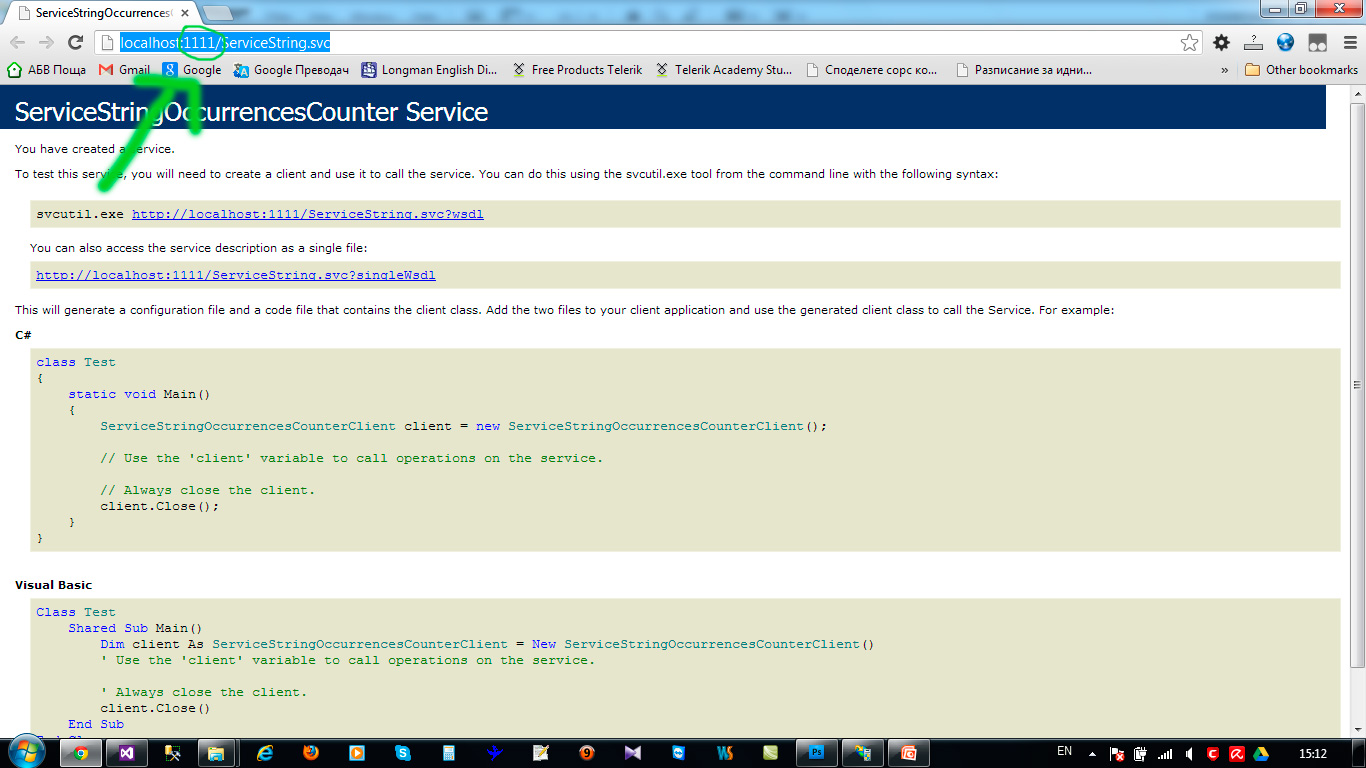 ServiceStringOccurrences
localhost:1111/ServiceString.svc
АБВ Поща Gmail Google Google Преводач Longman English Di... Free Products Telerik Telerik Academy Stu... Споделете сорс ко... Разписание за идни... » Other bookmarks
ServiceStringOccurrencesCounter Service
You have created a service.
To test this service, you will need to create a client and use it to call the service. You can do this using the svcutil.exe tool from the command line with the following syntax:
svcutil.exe http://localhost:1111/ServiceString.svc?wsdl
You can also access the service description as a single file:
http://localhost:1111/ServiceString.svc?singleWsdl
This will generate a configuration file and a code file that contains the client class. Add the two files to your client application and use the generated client class to call the Service. For example:
C#
class Test
{
static void Main()
{
ServiceStringOccurrencesCounterClient client = new ServiceStringOccurrencesCounterClient();
// Use the 'client' variable to call operations on the service.
// Always close the client.
client.Close();
}
}
Visual Basic
Class Test
Shared Sub Main()
Dim client As ServiceStringOccurrencesCounterClient = New ServiceStringOccurrencesCounterClient()
' Use the 'client' variable to call operations on the service.
' Always close the client.
client.Close()
End Sub
EN 15:12